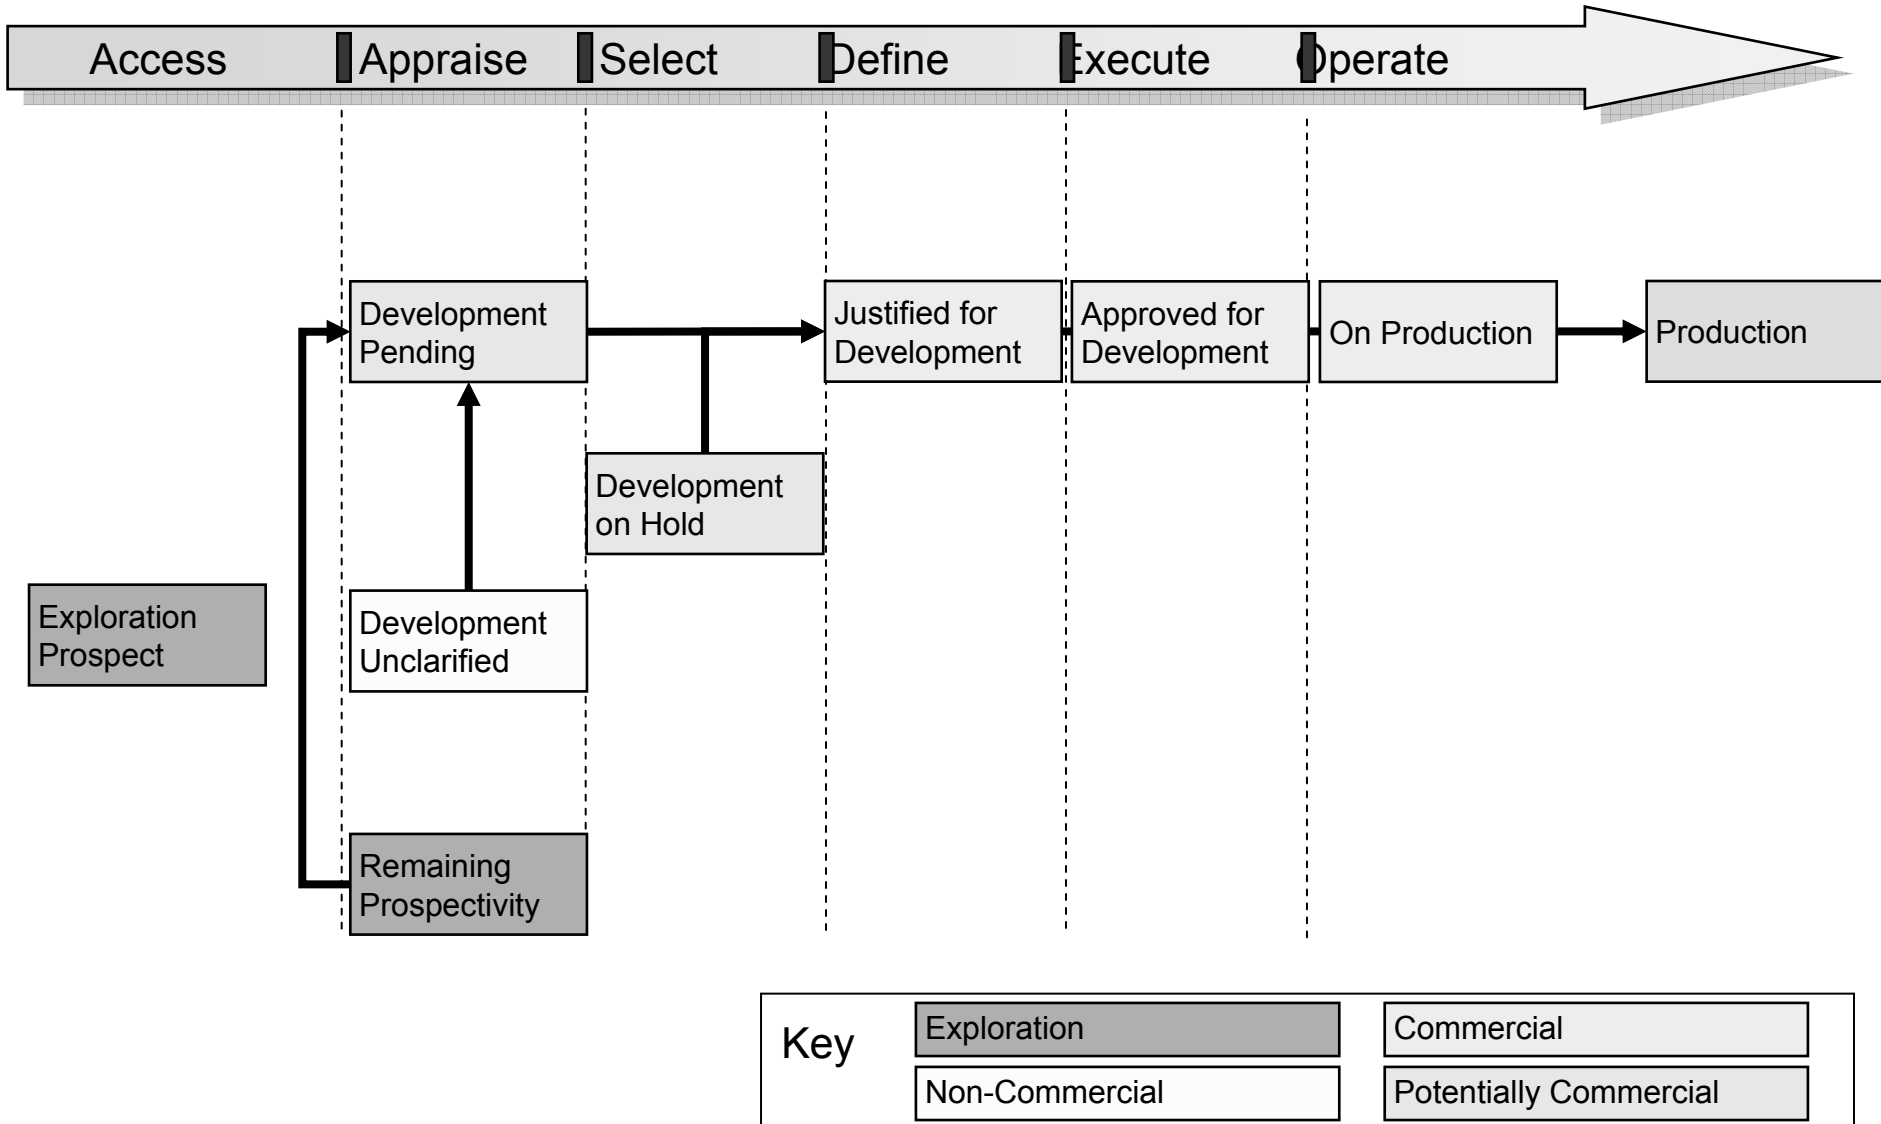 Access Appraise Select Define Execute Operate
Development
Pending
Justified for
Development
Approved for
Development
On Production
Production
Development
on Hold
Exploration
Prospect
Development
Unclarified
Remaining
Prospectivity
Key
Exploration
Commercial
Non-Commercial
Potentially Commercial